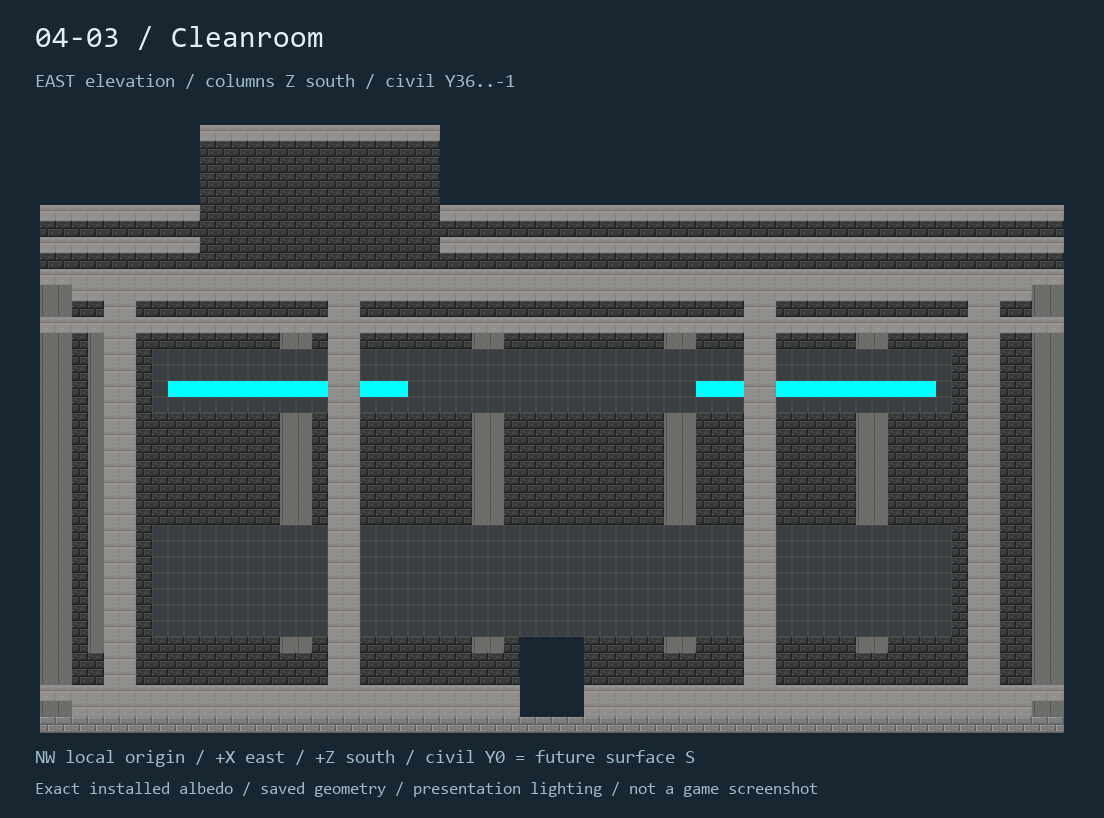 04-03 / Cleanroom
EAST elevation / columns Z south / civil Y36..-1
NW local origin / +X east / +Z south / civil Y0 = future surface S
Exact installed albedo / saved geometry / presentation lighting / not a game screenshot